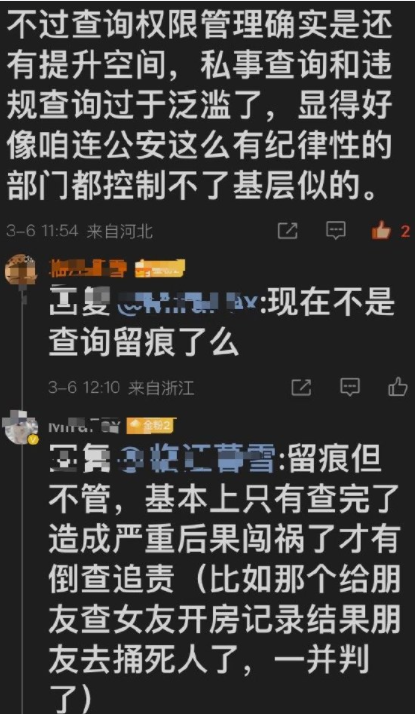 不过查询权限管理确实是还
有提升空间，私事查询和违
规查询过于泛滥了，显得好
像咱连公安这么有纪律性的
部门都控制不了基层似的。
3-6 11:54 来自河北
2
:现在不是
查询留痕了么
3-6 12:10 来自浙江
金粉2
:留痕但
不管，基本上只有查完了
造成严重后果闯祸了才有
倒查追责（比如那个给朋
友查女友开房记录结果朋
友去捅死人了，一并判
了）